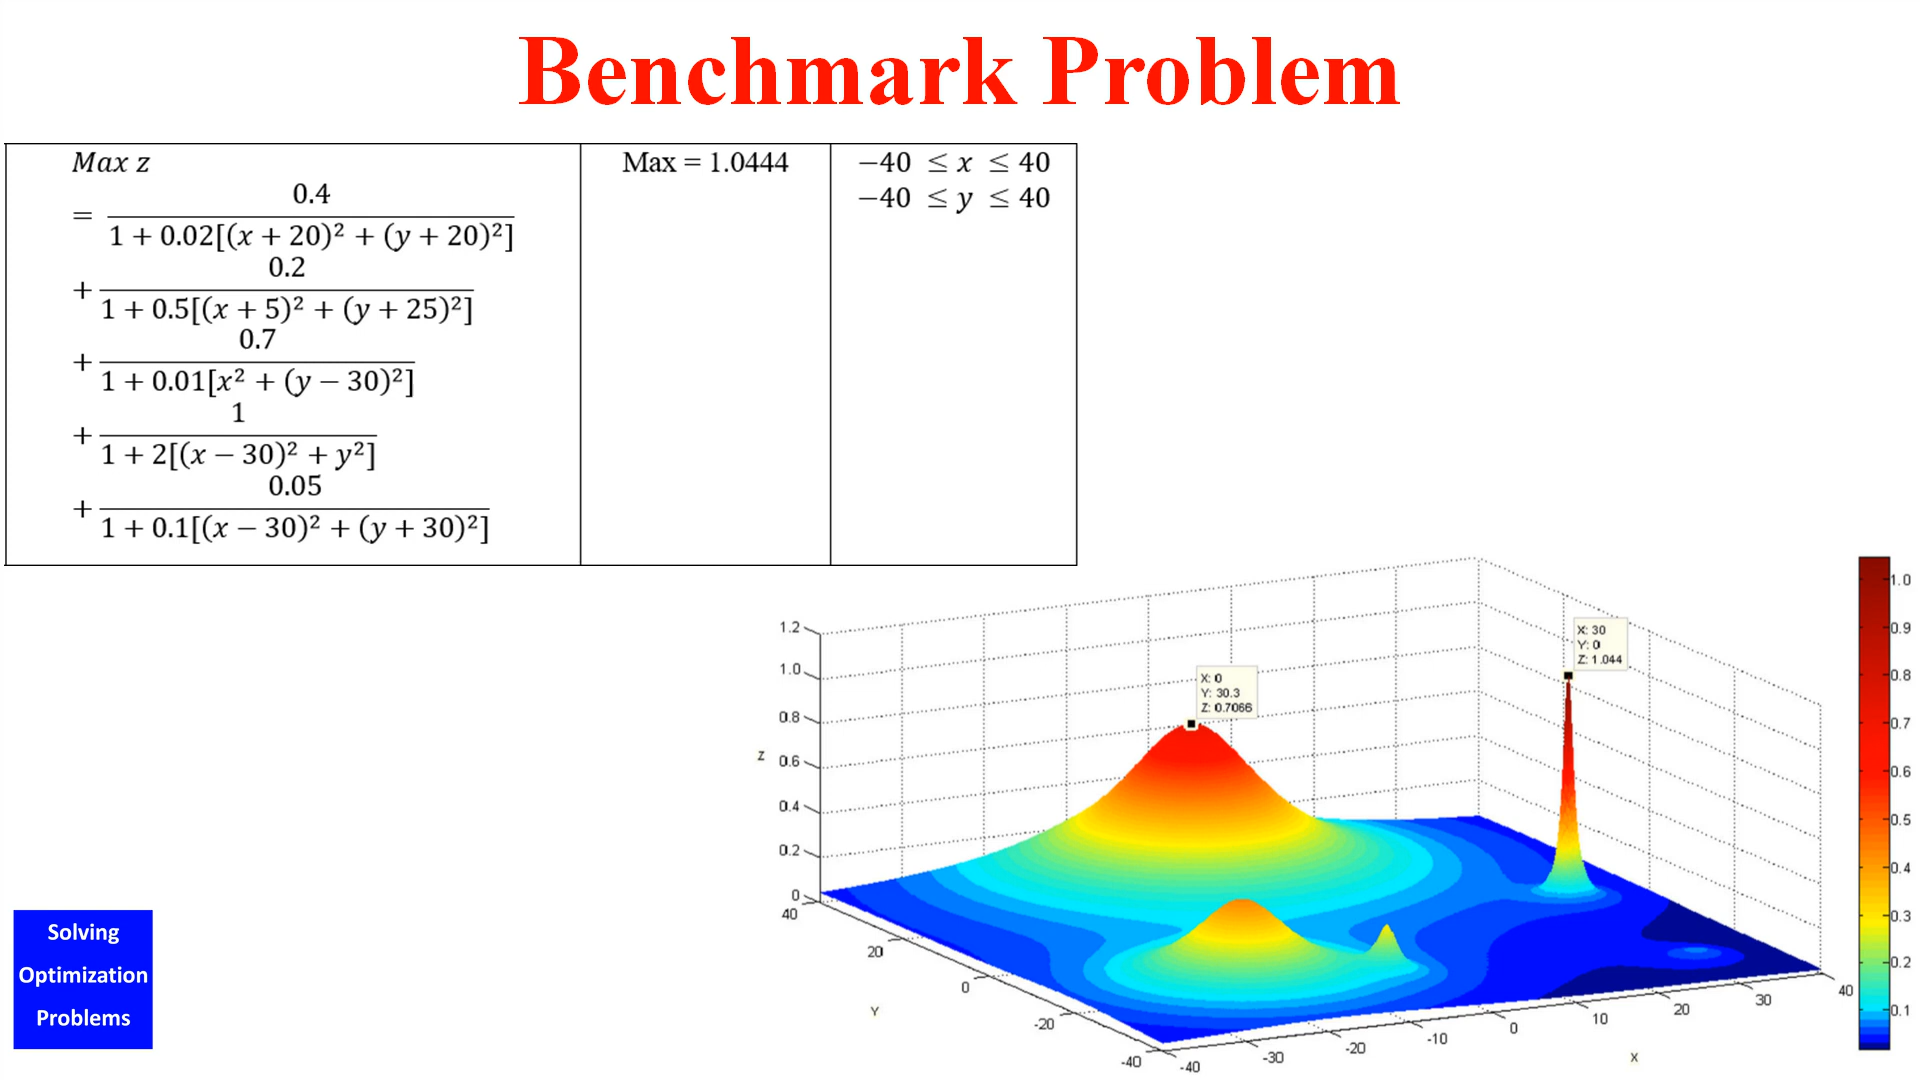 Benchmark Problem
Max z
= 0.4 / 1 + 0.02[(x + 20)² + (y + 20)²]
+ 0.2 / 1 + 0.5[(x + 5)² + (y + 25)²]
+ 0.7 / 1 + 0.01[x² + (y − 30)²]
+ 1 / 1 + 2[(x − 30)² + y²]
+ 0.05 / 1 + 0.1[(x − 30)² + (y + 30)²]
Max = 1.0444
−40 ≤ x ≤ 40
−40 ≤ y ≤ 40
X: 30
Y: 0
Z: 1.044
X: 0
Y: 30.3
Z: 0.7066
1.2
1.0
0.8
0.6
0.4
0.2
0
Z
40
20
0
-20
-40
Y
-40
-30
-20
-10
0
10
20
30
40
X
1.0
0.9
0.8
0.7
0.6
0.5
0.4
0.3
0.2
0.1
Solving
Optimization
Problems